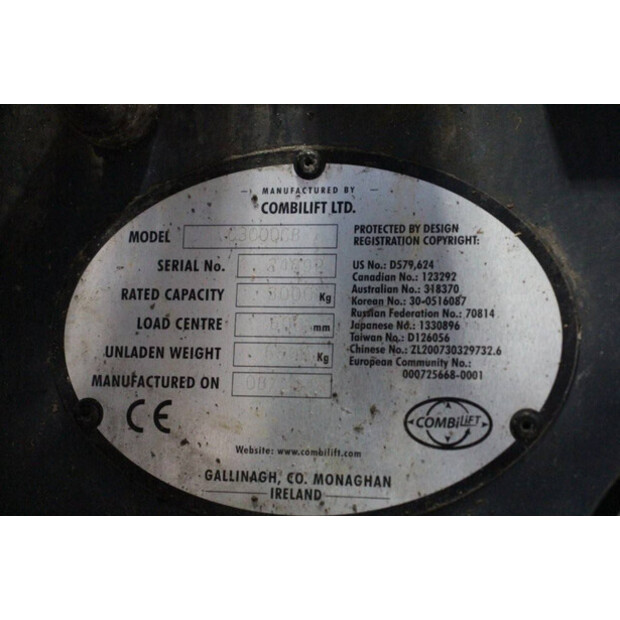 MANUFACTURED BY
COMBILIFT LTD.
MODEL
SERIAL No.
RATED CAPACITY Kg
LOAD CENTRE mm
UNLADEN WEIGHT Kg
MANUFACTURED ON
CE
PROTECTED BY DESIGN
REGISTRATION COPYRIGHT:
US No.: D579,624
Canadian No.: 123292
Australian No.: 318370
Korean No.: 30-0516087
Russian Federation No.: 70814
Japanese Nd.: 1330896
Taiwan No.: D126056
Chinese No.: ZL200730329732.6
European Community No.:
000725668-0001
COMBILIFT
Website: www.combilift.com
GALLINAGH, CO. MONAGHAN
IRELAND